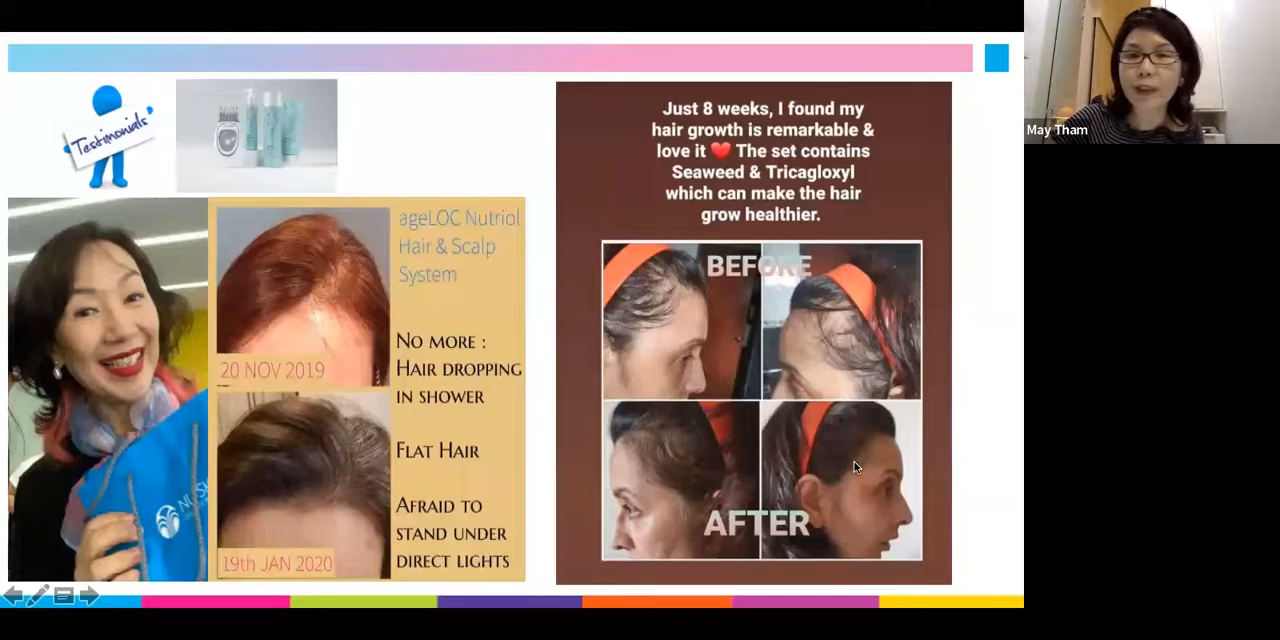 Testimonials
ageLOC Nutriol
Hair & Scalp
System
20 NOV 2019
NO MORE :
HAIR DROPPING
IN SHOWER
FLAT HAIR
AFRAID TO
STAND UNDER
DIRECT LIGHTS
19th JAN 2020
Just 8 weeks, I found my
hair growth is remarkable &
love it ❤️ The set contains
Seaweed & Tricagloxyl
which can make the hair
grow healthier.
BEFORE
AFTER
May Tham